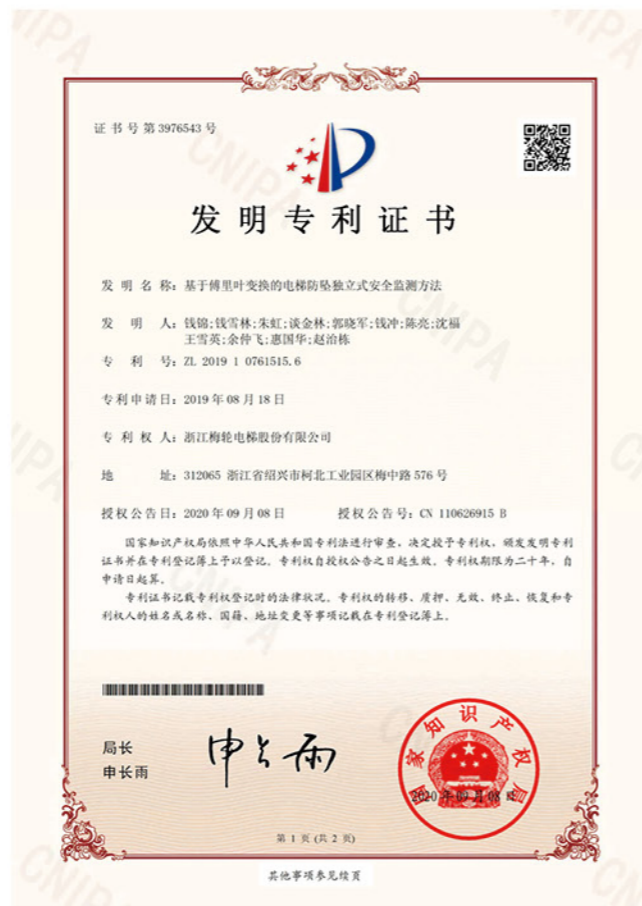 证书号第3976543号
发明专利证书
发明名称：基于傅里叶变换的电梯防坠独立式安全监测方法
发明人：钱锦;钱雪林;朱虹;谈金林;郭晓军;钱冲;陈亮;沈福
王雪英;余仲飞;惠国华;赵治栋
专利号：ZL 2019 1 0761515.6
专利申请日：2019年08月18日
专利权人：浙江梅轮电梯股份有限公司
地址：312065 浙江省绍兴市柯北工业园区梅中路576号
授权公告日：2020年09月08日 授权公告号：CN 110626915 B
国家知识产权局依照中华人民共和国专利法进行审查，决定授予专利权，颁发发明专利
证书并在专利登记簿上予以登记。专利权自授权公告之日起生效。专利权期限为二十年，自
申请日起算。
专利证书记载专利权登记时的法律状况。专利权的转移、质押、无效、终止、恢复和专
利权人的姓名或名称、国籍、地址变更等事项记载在专利登记簿上。
局长
申长雨
申长雨
国家知识产权局
2020年09月08日
第 1 页 (共 2 页)
其他事项参见续页
CNIPA
CNIPA
CNIPA
CNIPA
CNIPA
CNIPA